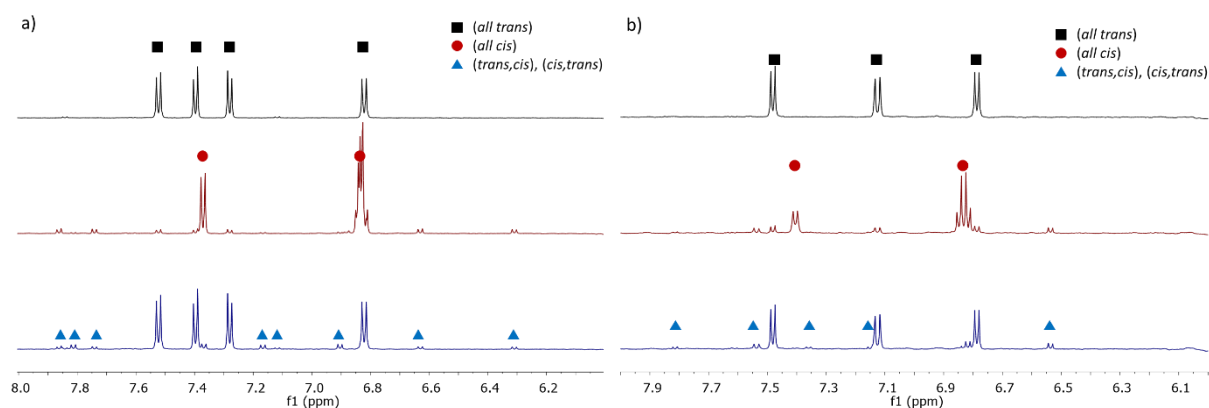 a)
■ (all trans)
● (all cis)
▲ (trans,cis), (cis,trans)
8.0 7.6 7.4 7.2 7.0 6.8 6.6 6.4 6.2
f1 (ppm)
b)
■ (all trans)
● (all cis)
▲ (trans,cis), (cis,trans)
7.9 7.7 7.5 7.3 7.1 6.9 6.7 6.5 6.3 6.1
f1 (ppm)